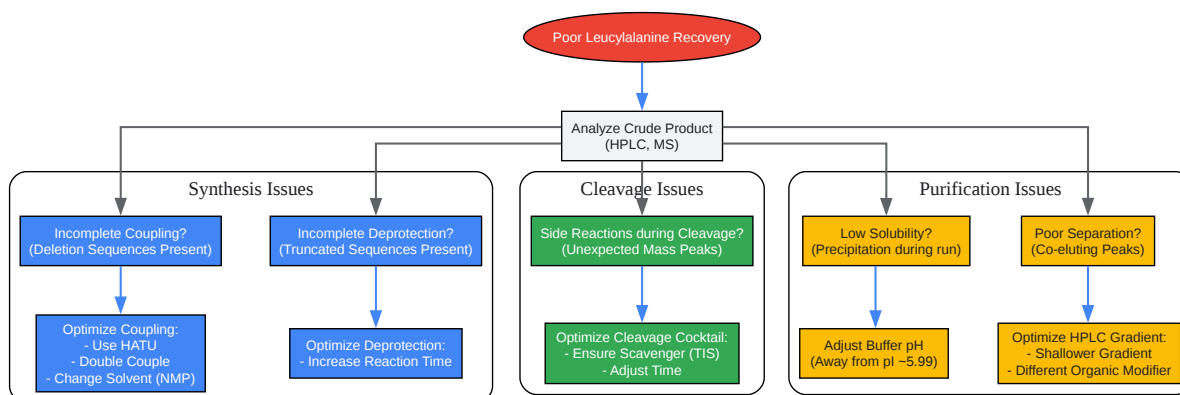 Poor Leucylalanine Recovery
Analyze Crude Product
(HPLC, MS)
Synthesis Issues
Cleavage Issues
Purification Issues
Incomplete Coupling?
(Deletion Sequences Present)
Incomplete Deprotection?
(Truncated Sequences Present)
Side Reactions during Cleavage?
(Unexpected Mass Peaks)
Low Solubility?
(Precipitation during run)
Poor Separation?
(Co-eluting Peaks)
Optimize Coupling:
- Use HATU
- Double Couple
- Change Solvent (NMP)
Optimize Deprotection:
- Increase Reaction Time
Optimize Cleavage Cocktail:
- Ensure Scavenger (TIS)
- Adjust Time
Adjust Buffer pH
(Away from pI ~5.99)
Optimize HPLC Gradient:
- Shallower Gradient
- Different Organic Modifier